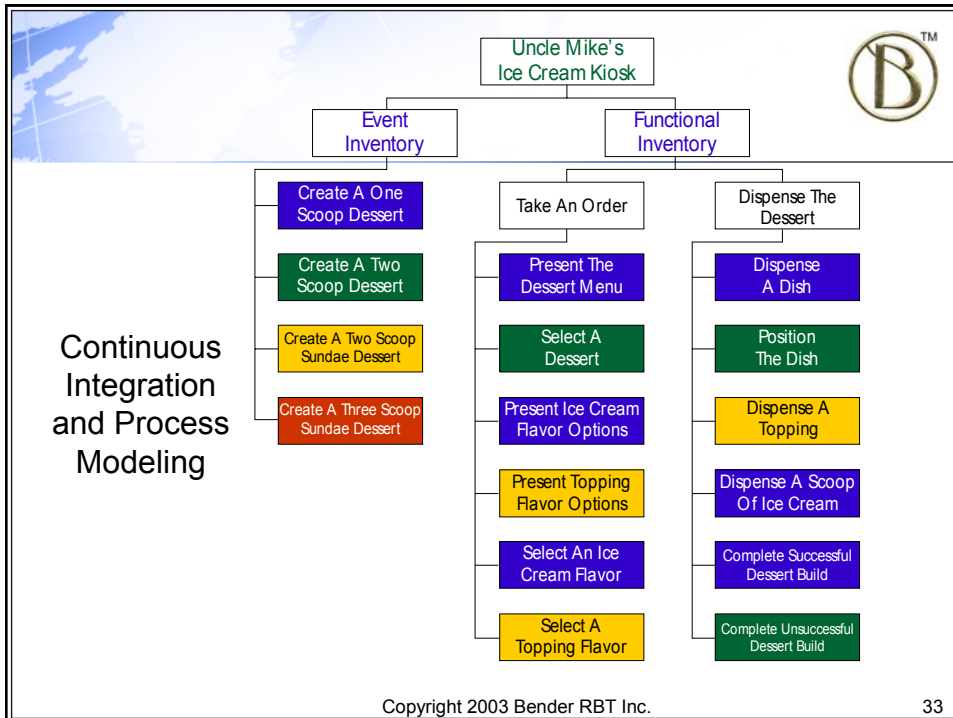 Uncle Mike's
Ice Cream Kiosk
B
TM
Event
Inventory
Functional
Inventory
Create A One
Scoop Dessert
Create A Two
Scoop Dessert
Create A Two Scoop
Sundae Dessert
Create A Three Scoop
Sundae Dessert
Take An Order
Present The
Dessert Menu
Select A
Dessert
Present Ice Cream
Flavor Options
Present Topping
Flavor Options
Select An Ice
Cream Flavor
Select A
Topping Flavor
Dispense The
Dessert
Dispense
A Dish
Position
The Dish
Dispense A
Topping
Dispense A Scoop
Of Ice Cream
Complete Successful
Dessert Build
Complete Unsuccessful
Dessert Build
Continuous
Integration
and Process
Modeling
Copyright 2003 Bender RBT Inc.
33